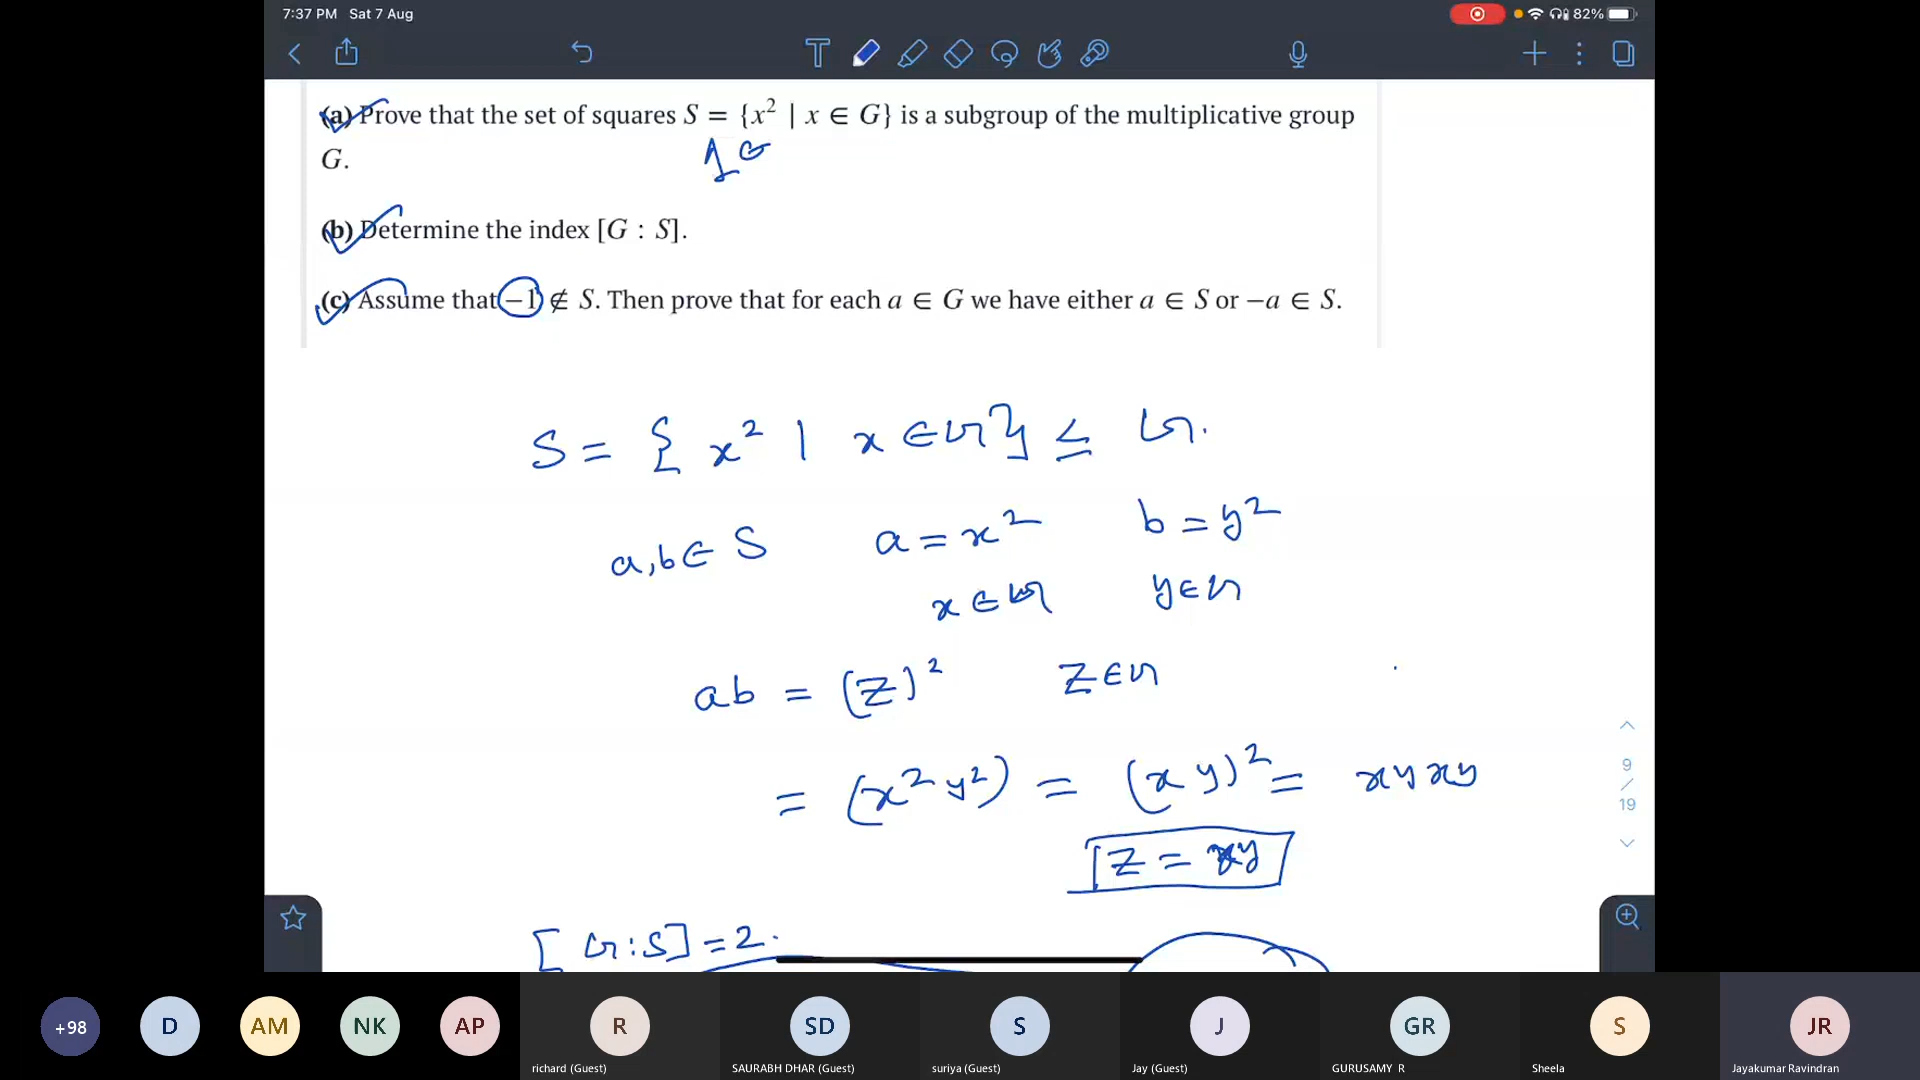 7:37 PM Sat 7 Aug
82%
(a) Prove that the set of squares S = {x² | x ∈ G} is a subgroup of the multiplicative group
G.
(b) Determine the index [G : S].
(c) Assume that −1 ∉ S. Then prove that for each a ∈ G we have either a ∈ S or −a ∈ S.
S = { x² | x ∈ G } ≤ G.
a,b ∈ S a = x² b = y²
x ∈ G y ∈ G
ab = (z)² z ∈ G
= (x² y²) = (x y)² = xyxy
z = xy
[ G : S ] = 2.
9
/
19
+98
D
AM
NK
AP
R
SD
S
J
GR
S
JR
richard (Guest)
SAURABH DHAR (Guest)
suriya (Guest)
Jay (Guest)
GURUSAMY R
Sheela
Jayakumar Ravindran